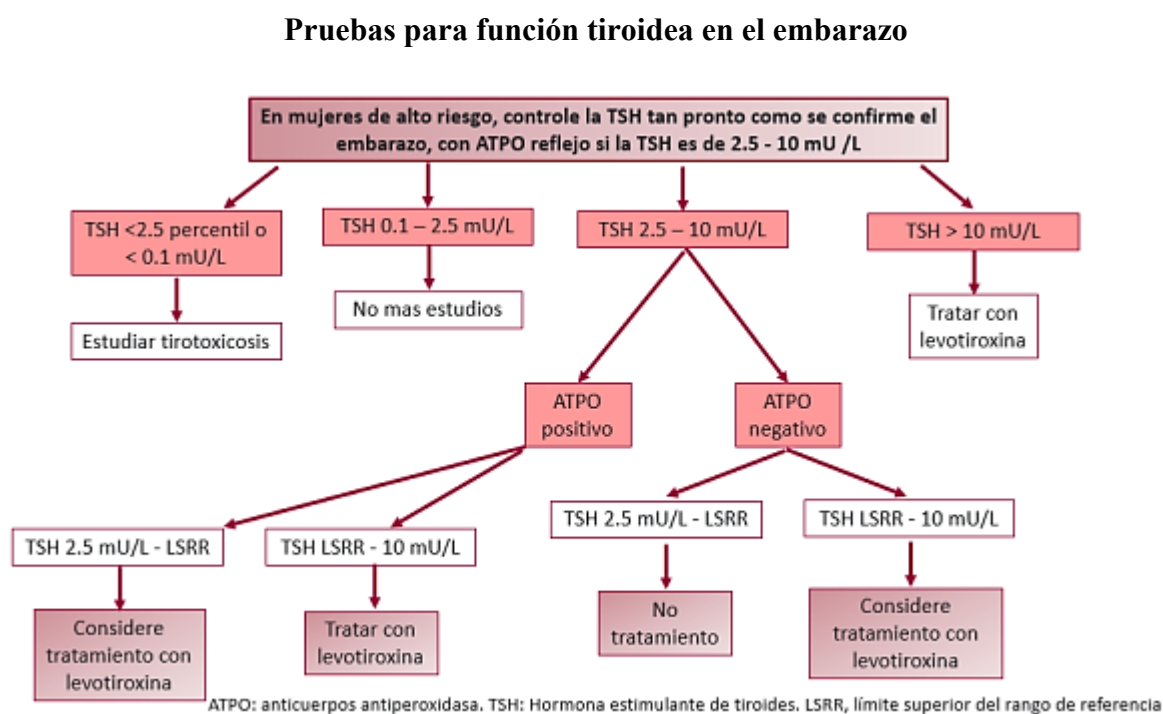 Pruebas para función tiroidea en el embarazo
En mujeres de alto riesgo, controle la TSH tan pronto como se confirme el
embarazo, con ATPO reflejo si la TSH es de 2.5 - 10 mU /L
TSH <2.5 percentil o
< 0.1 mU/L
TSH 0.1 – 2.5 mU/L
TSH 2.5 – 10 mU/L
TSH > 10 mU/L
Estudiar tirotoxicosis
No mas estudios
Tratar con
levotiroxina
ATPO
positivo
ATPO
negativo
TSH 2.5 mU/L - LSRR
TSH LSRR - 10 mU/L
TSH 2.5 mU/L - LSRR
TSH LSRR - 10 mU/L
Considere
tratamiento con
levotiroxina
Tratar con
levotiroxina
No
tratamiento
Considere
tratamiento con
levotiroxina
ATPO: anticuerpos antiperoxidasa. TSH: Hormona estimulante de tiroides. LSRR, límite superior del rango de referencia